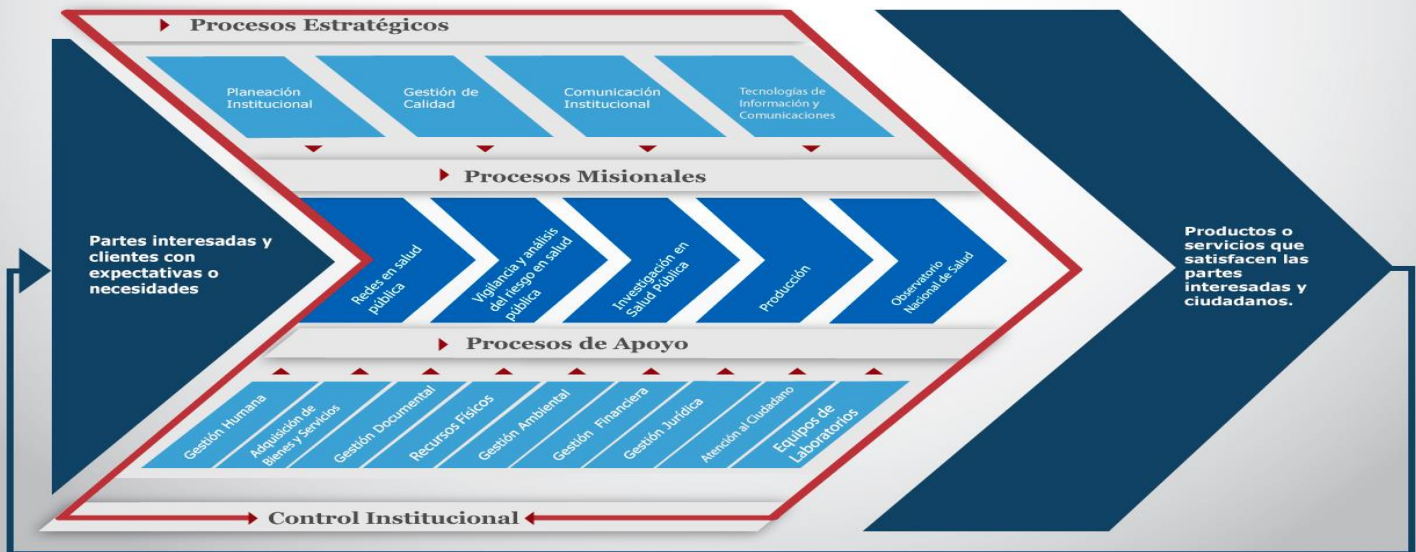 Procesos Estratégicos
Planeación
Institucional
Gestión de
Calidad
Comunicación
Institucional
Tecnologías de
Información y
Comunicaciones
Procesos Misionales
Partes interesadas y
clientes con
expectativas o
necesidades
Redes en salud
pública
Vigilancia y análisis
del riesgo en salud
pública
Investigación en
Salud Pública
Producción
Observatorio
Nacional de Salud
Productos o
servicios que
satisfacen las
partes
interesadas y
ciudadanos.
Procesos de Apoyo
Gestión Humana
Adquisición de
Bienes y Servicios
Gestión Documental
Recursos Físicos
Gestión Ambiental
Gestión Financiera
Gestión Jurídica
Atención al Ciudadano
Equipos de
Laboratorios
Control Institucional